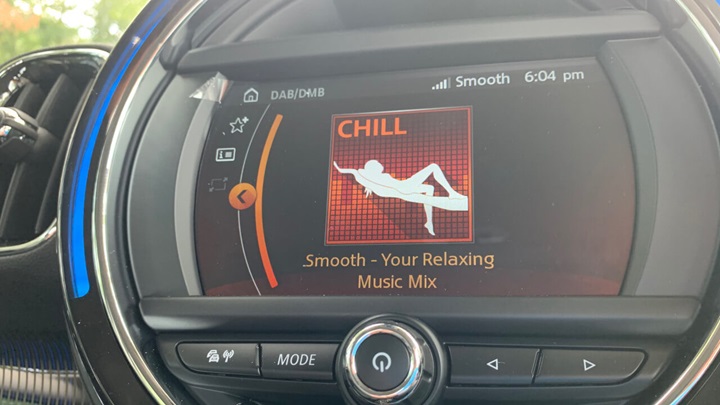 DAB/DMB
Smooth 6:04 pm
CHILL
Smooth - Your Relaxing
Music Mix
MODE